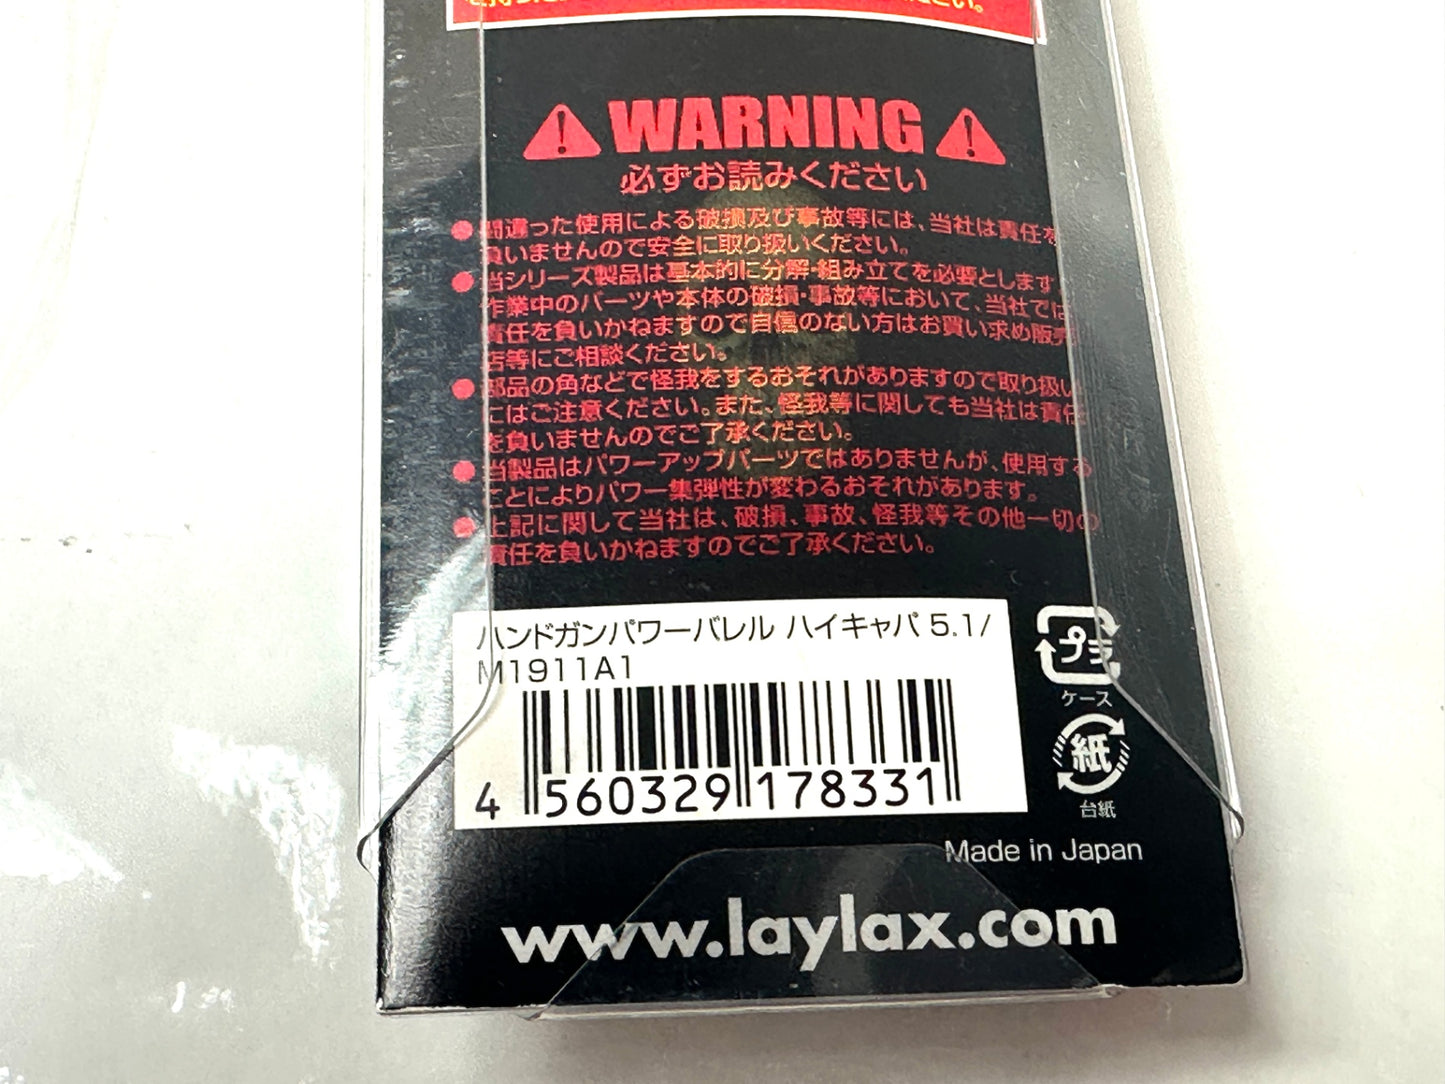 ください。
WARNING
必ずお読みください
●間違った使用による破損及び事故等には、当社は責任を
負いませんので安全に取り扱いください。
●当シリーズ製品は基本的に分解・組み立てを必要とします
作業中のパーツや本体の破損・事故等において、当社では
責任を負いかねますので自信のない方はお買い求め販売
店等にご相談ください。
●部品の角などで怪我をするおそれがありますので取り扱い
にはご注意ください。また、怪我等に関しても当社は責任
を負いませんのでご了承ください。
●当製品はパワーアップパーツではありませんが、使用する
ことによりパワー集弾性が変わるおそれがあります。
●上記に関して当社は、破損、事故、怪我等その他一切の
責任を負いかねますのでご了承ください。
ハンドガンパワーバレル ハイキャパ 5.1/
M1911A1
4 560329 178331
プラ
ケース
紙
台紙
Made in Japan
www.laylax.com